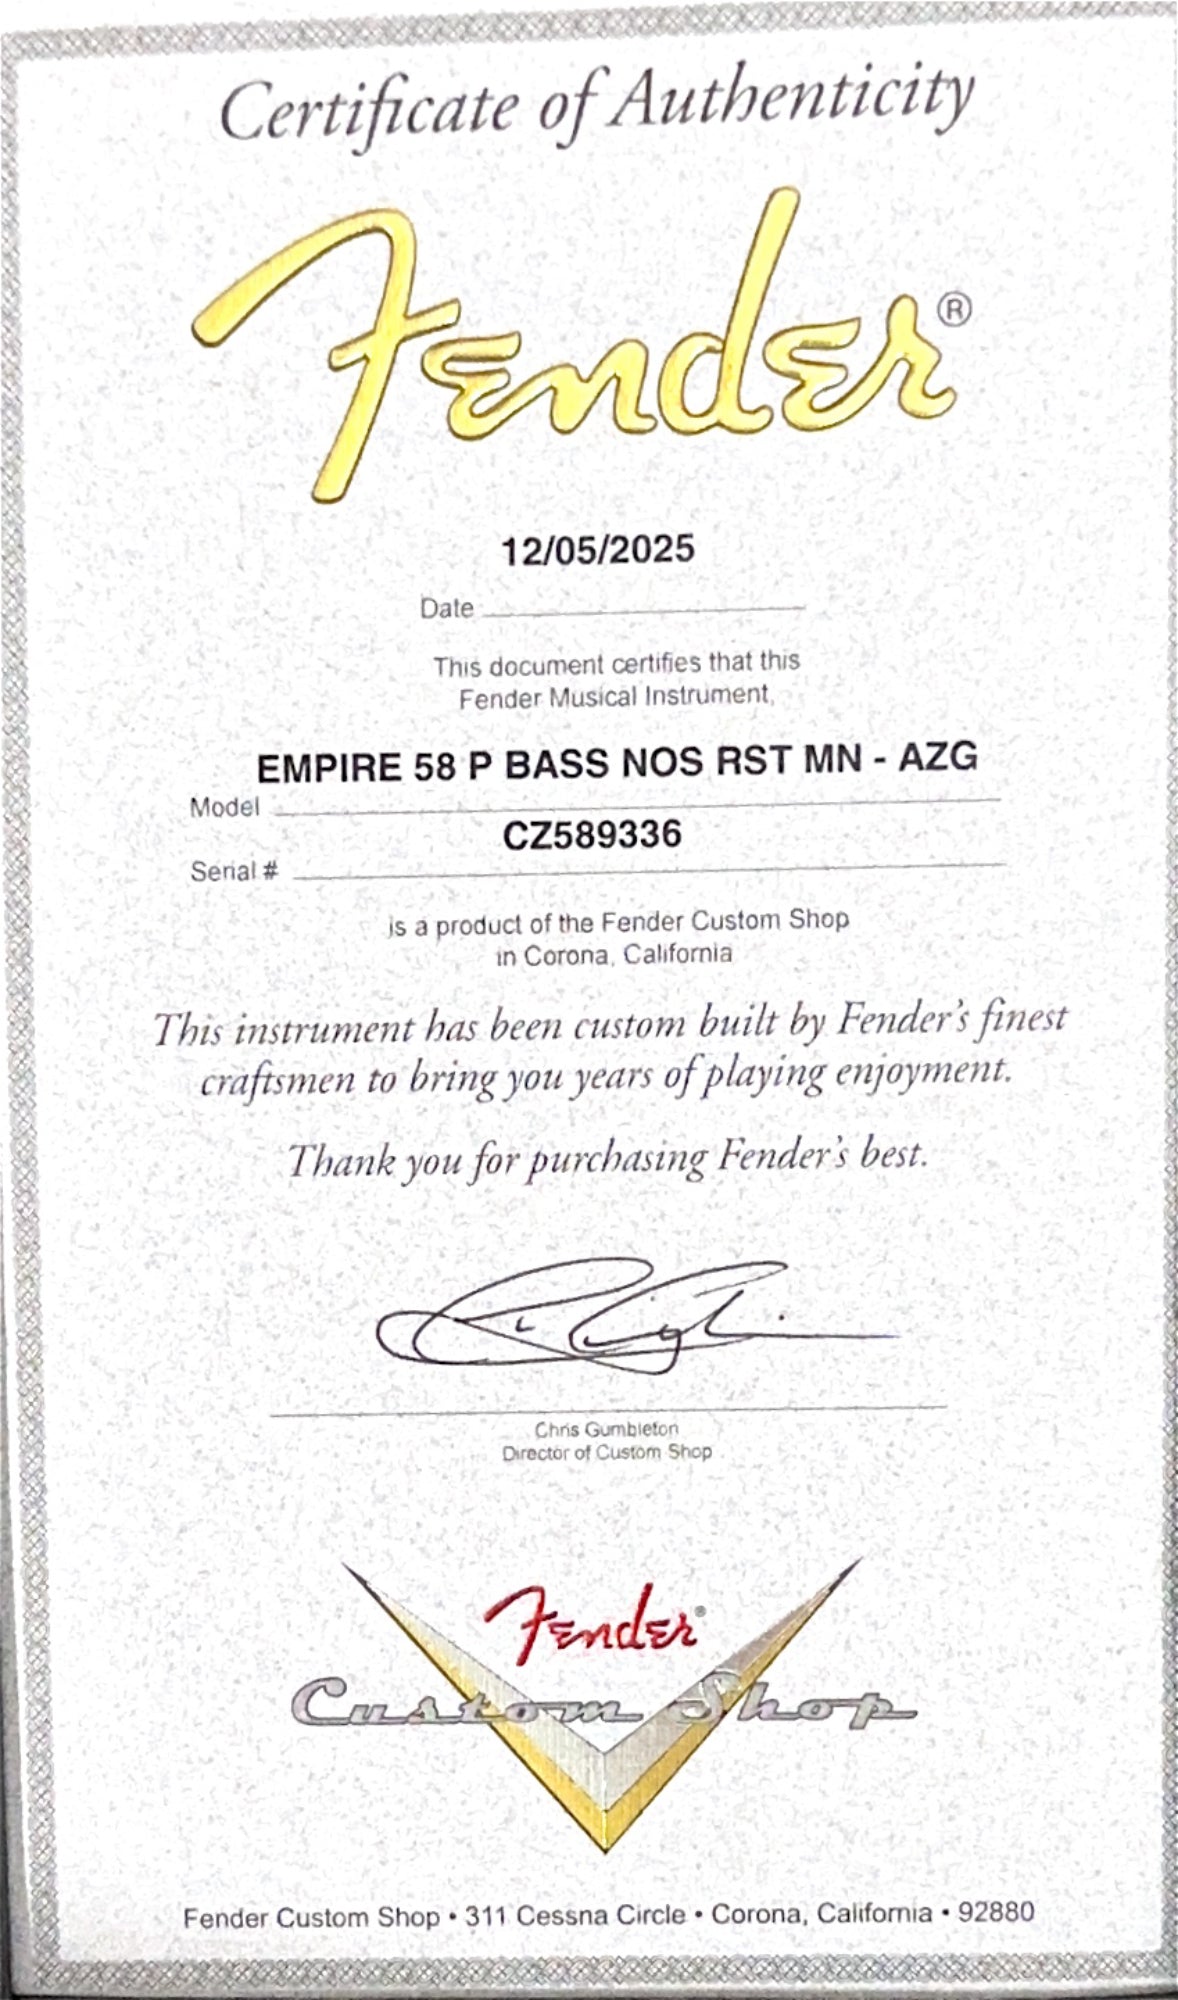 Certificate of Authenticity
Fender®
12/05/2025
Date
This document certifies that this
Fender Musical Instrument,
EMPIRE 58 P BASS NOS RST MN - AZG
Model
CZ589336
Serial #
is a product of the Fender Custom Shop
in Corona, California
This instrument has been custom built by Fender's finest
craftsmen to bring you years of playing enjoyment.
Thank you for purchasing Fender's best.
Chris Gumbleton
Director of Custom Shop
Fender®
Custom Shop
Fender Custom Shop • 311 Cessna Circle • Corona, California • 92880